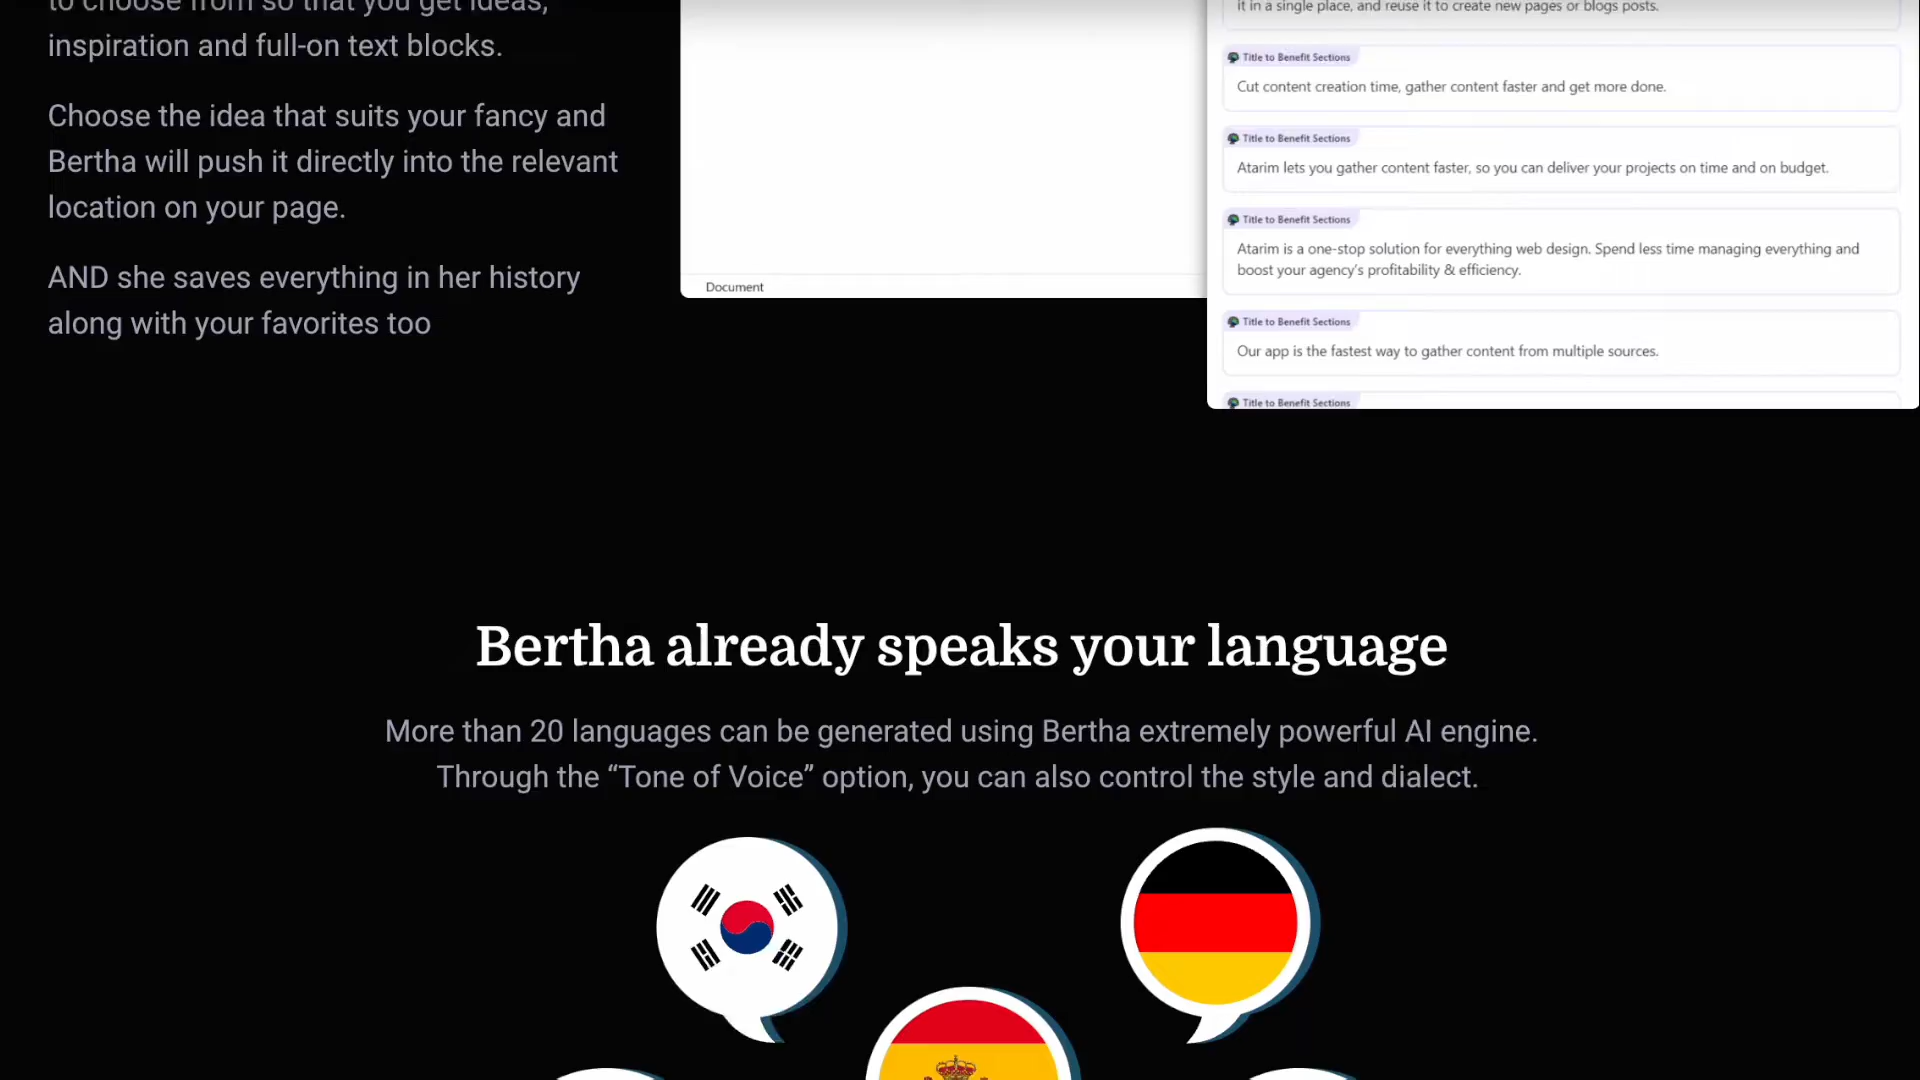 to choose from so that you get ideas,
inspiration and full-on text blocks.
Choose the idea that suits your fancy and
Bertha will push it directly into the relevant
location on your page.
AND she saves everything in her history
along with your favorites too
Document
it in a single place, and reuse it to create new pages or blogs posts.
Title to Benefit Sections
Cut content creation time, gather content faster and get more done.
Title to Benefit Sections
Atarim lets you gather content faster, so you can deliver your projects on time and on budget.
Title to Benefit Sections
Atarim is a one-stop solution for everything web design. Spend less time managing everything and
boost your agency’s profitability & efficiency.
Title to Benefit Sections
Our app is the fastest way to gather content from multiple sources.
Title to Benefit Sections
Bertha already speaks your language
More than 20 languages can be generated using Bertha extremely powerful AI engine.
Through the “Tone of Voice” option, you can also control the style and dialect.